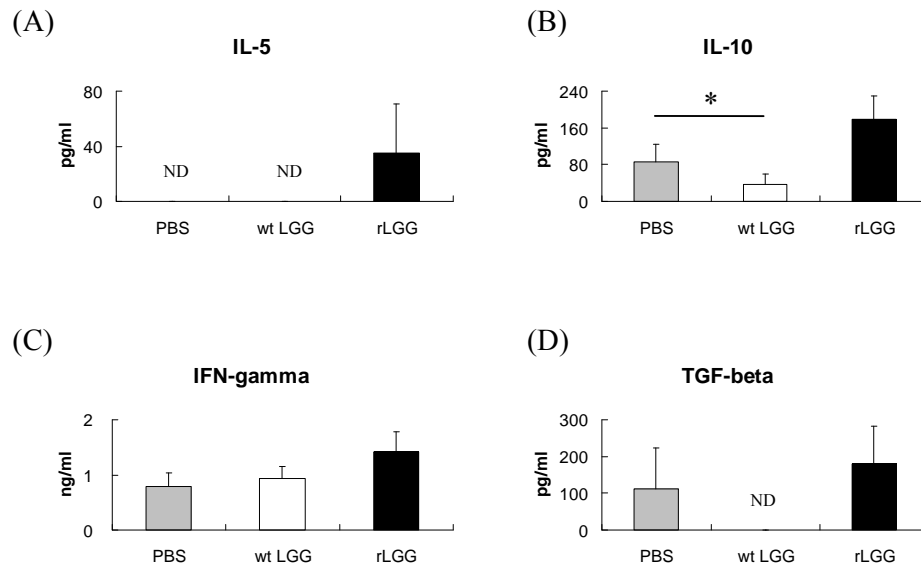 (A)
IL-5
80
40
0
pg/ml
ND
ND
PBS
wt LGG
rLGG
(B)
IL-10
240
160
80
0
pg/ml
*
PBS
wt LGG
rLGG
(C)
IFN-gamma
2
1
0
ng/ml
PBS
wt LGG
rLGG
(D)
TGF-beta
300
200
100
0
pg/ml
ND
PBS
wt LGG
rLGG